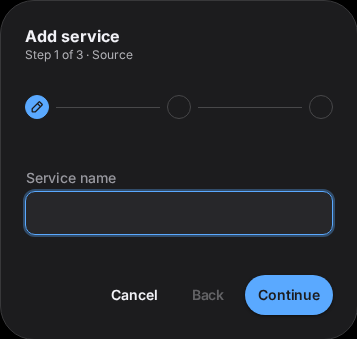 Add service
Step 1 of 3 · Source
Service name
Cancel
Back
Continue